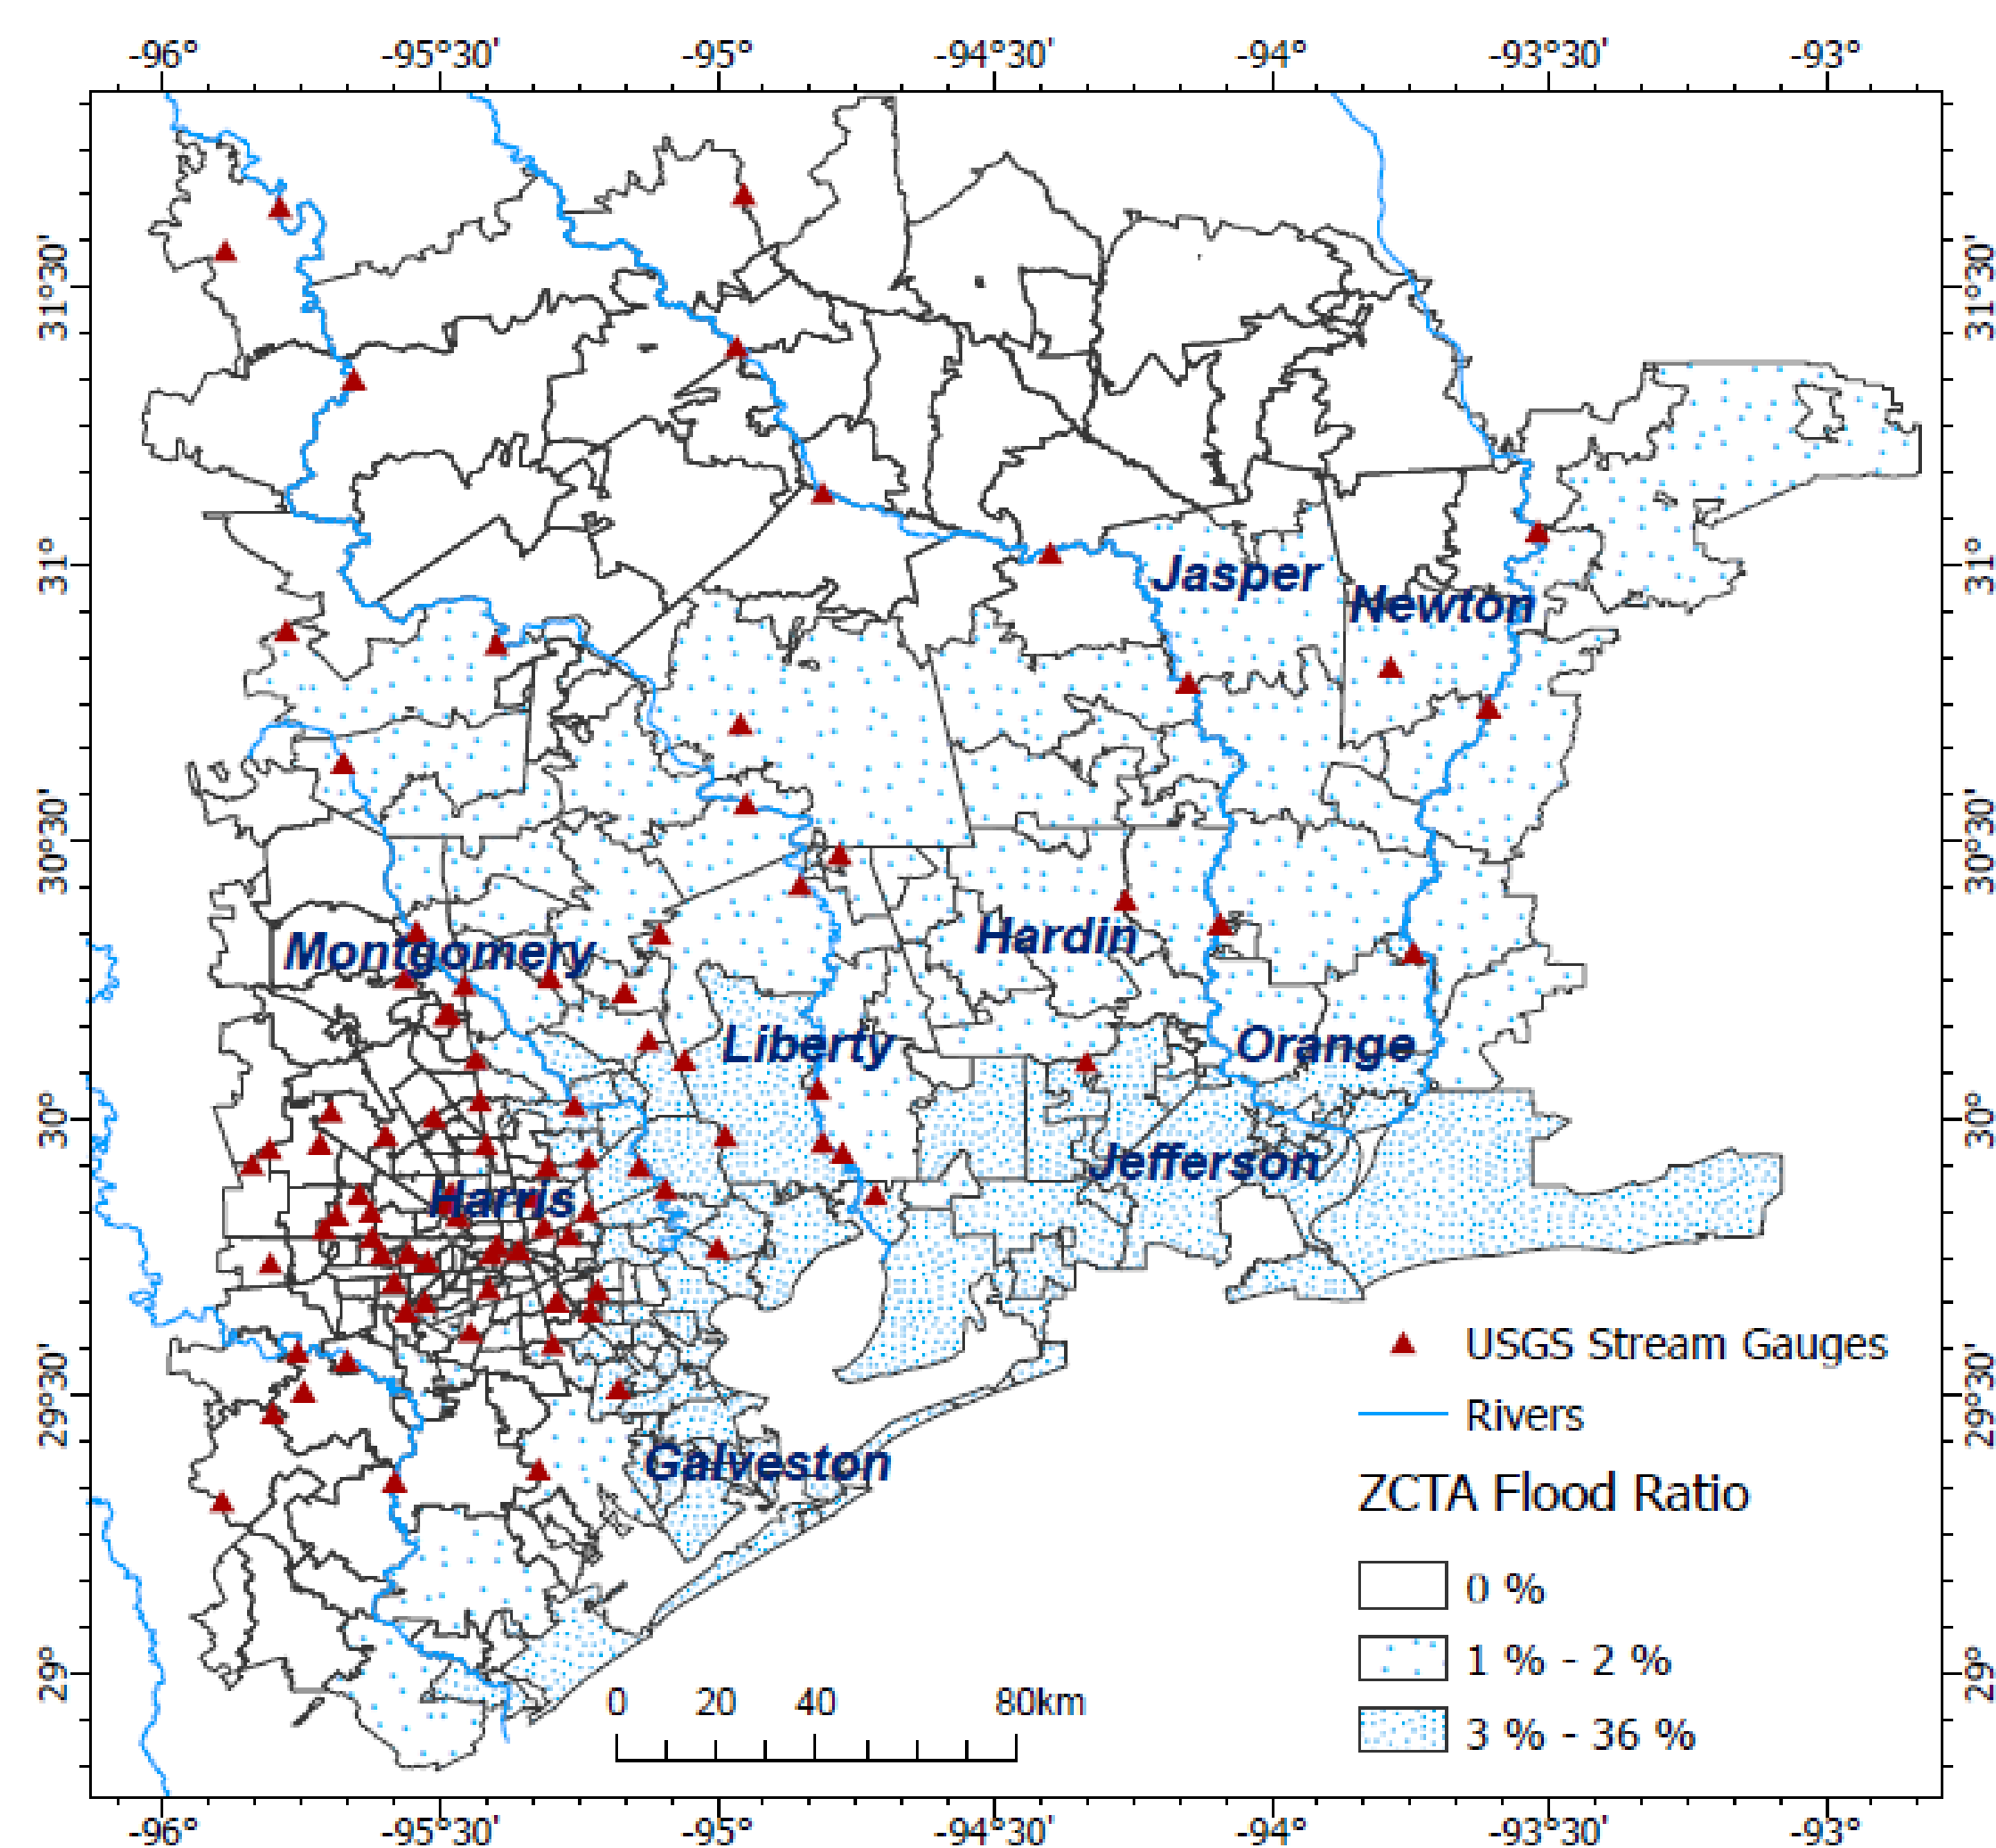 -96° -95°30' -95° -94°30' -94° -93°30' -93°
31°30' 31°30'
31° 31°
Jasper
Newton
30°30' 30°30'
Montgomery Hardin
Liberty Orange
30° 30°
Jefferson
Harris
USGS Stream Gauges
29°30' 29°30'
Rivers
Galveston
ZCTA Flood Ratio
0 %
1 % - 2 %
29° 29°
0 20 40 80km
3 % - 36 %
-96° -95°30' -95° -94°30' -94° -93°30' -93°